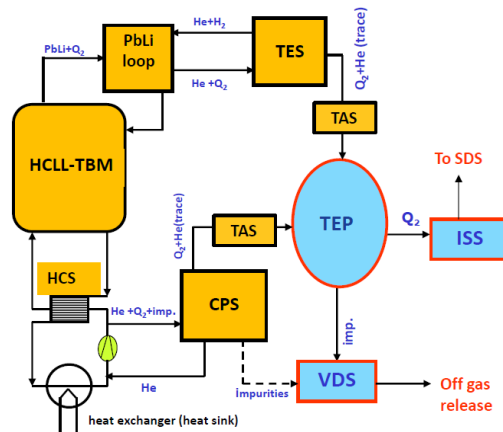 He+H2
PbLi+Q2
PbLi
loop
TES
He +Q2
Q2+He (trace)
TAS
HCLL-TBM
To SDS
TEP
Q2
ISS
Q2+He(trace)
TAS
HCS
He +Q2+imp.
CPS
imp.
He
impurities
VDS
Off gas
release
heat exchanger (heat sink)